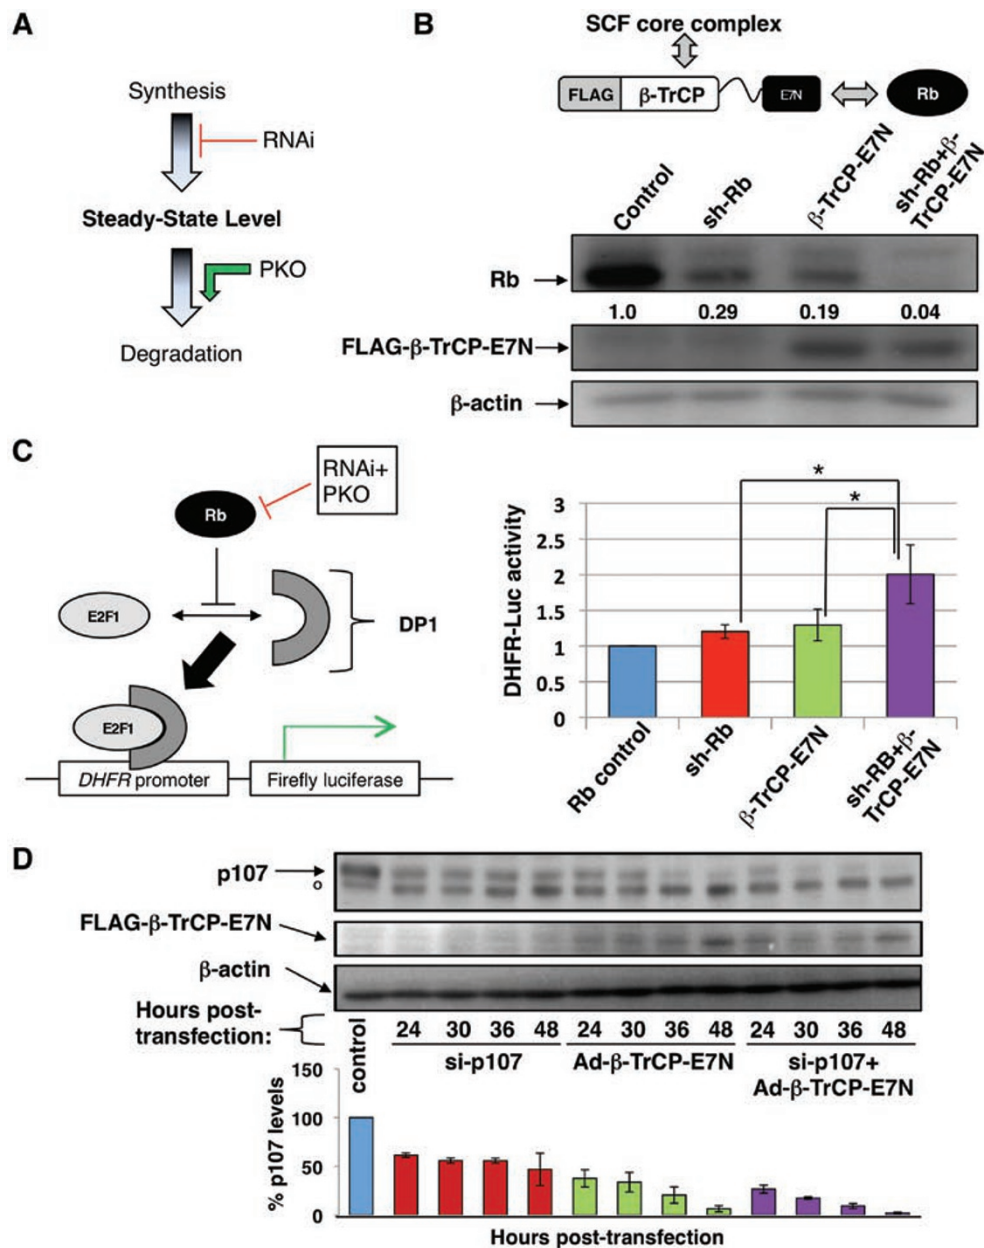 A
Synthesis
RNAi
Steady-State Level
PKO
Degradation
B
SCF core complex
FLAG
β-TrCP
E7N
Rb
Control
sh-Rb
β-TrCP-E7N
sh-Rb+β-
TrCP-E7N
Rb
1.0 0.29 0.19 0.04
FLAG-β-TrCP-E7N
β-actin
C
RNAi+
PKO
Rb
E2F1
DP1
E2F1
DHFR promoter
Firefly luciferase
DHFR-Luc activity
3
2.5
2
1.5
1
0.5
0
*
*
Rb control
sh-Rb
β-TrCP-E7N
sh-RB+β-
TrCP-E7N
D
p107
o
FLAG-β-TrCP-E7N
β-actin
Hours post-
transfection:
control
24 30 36 48 24 30 36 48 24 30 36 48
si-p107
Ad-β-TrCP-E7N
si-p107+
Ad-β-TrCP-E7N
% p107 levels
150
100
50
0
Hours post-transfection